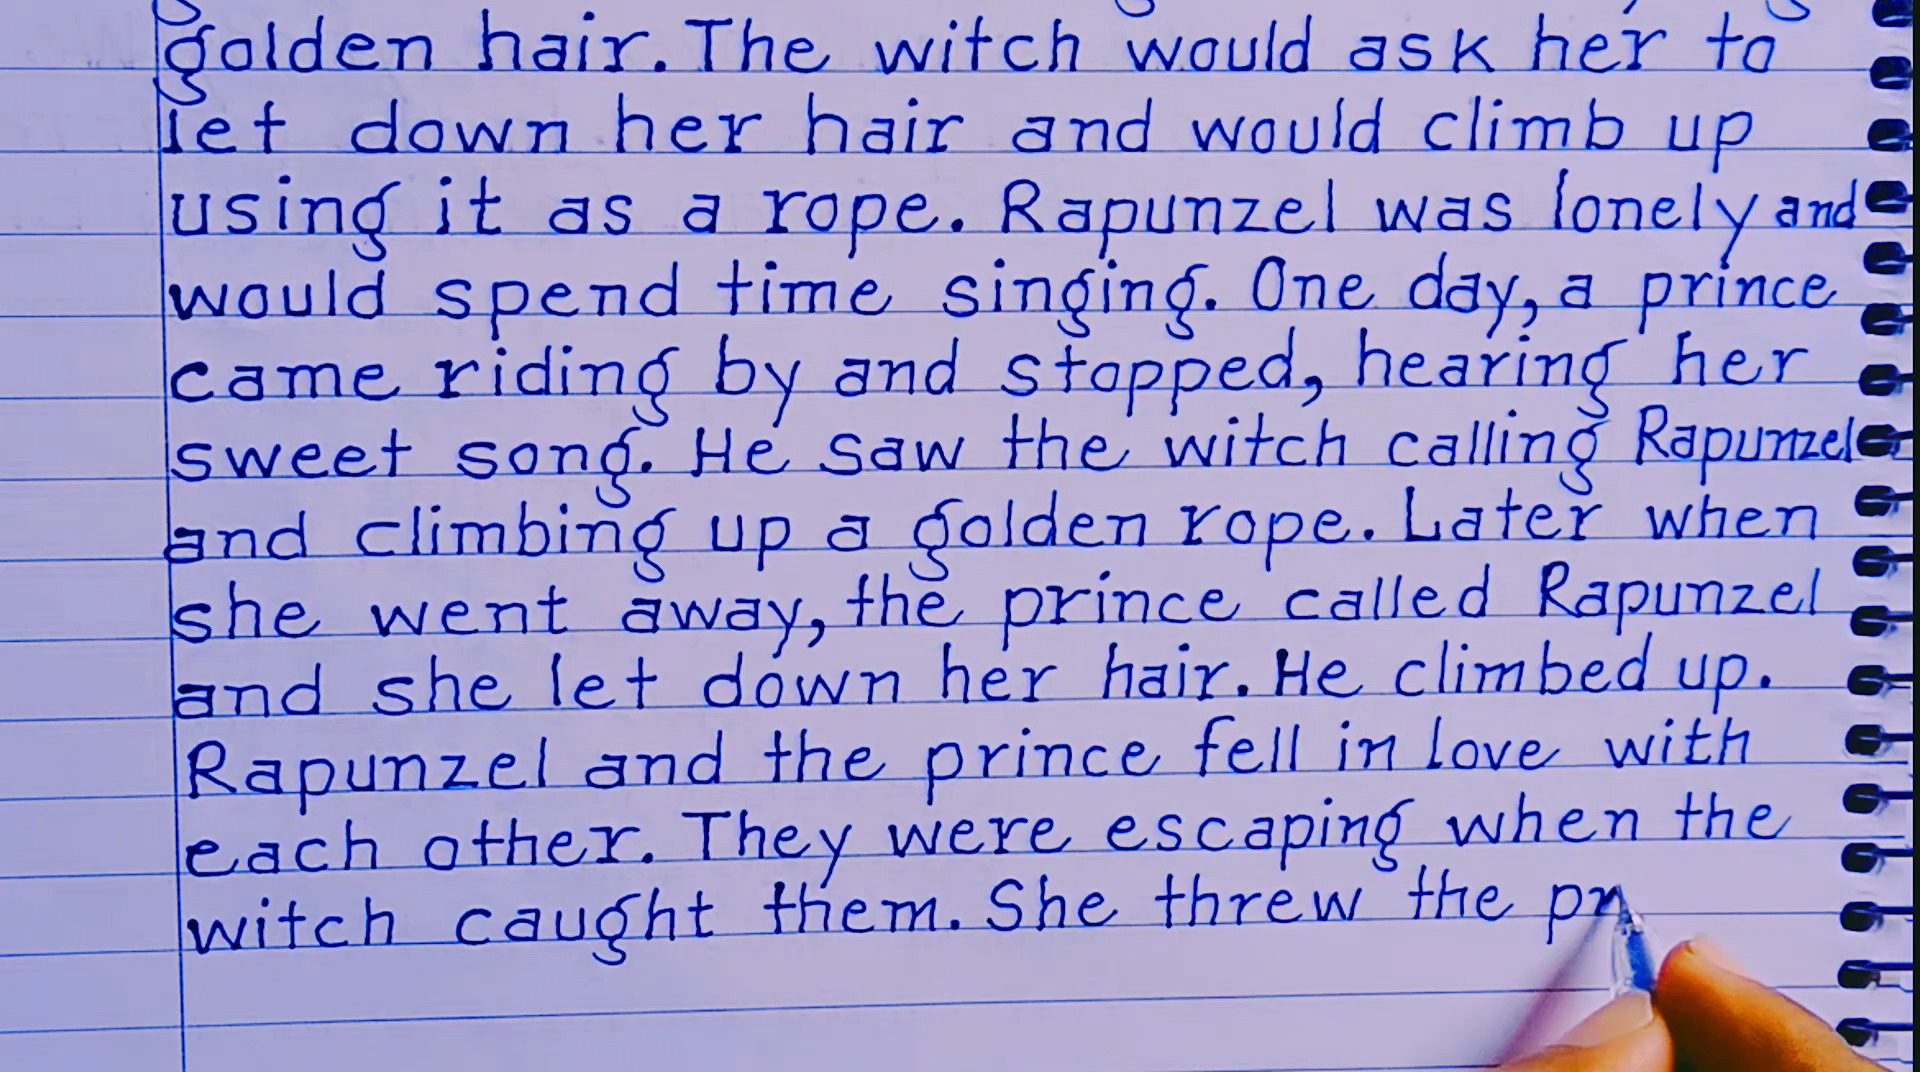 golden hair. The witch would ask her to
let down her hair and would climb up
using it as a rope. Rapunzel was lonely and
would spend time singing. One day, a prince
came riding by and stopped, hearing her
sweet song. He saw the witch calling Rapunzel
and climbing up a golden rope. Later when
she went away, the prince called Rapunzel
and she let down her hair. He climbed up.
Rapunzel and the prince fell in love with
each other. They were escaping when the
witch caught them. She threw the pr